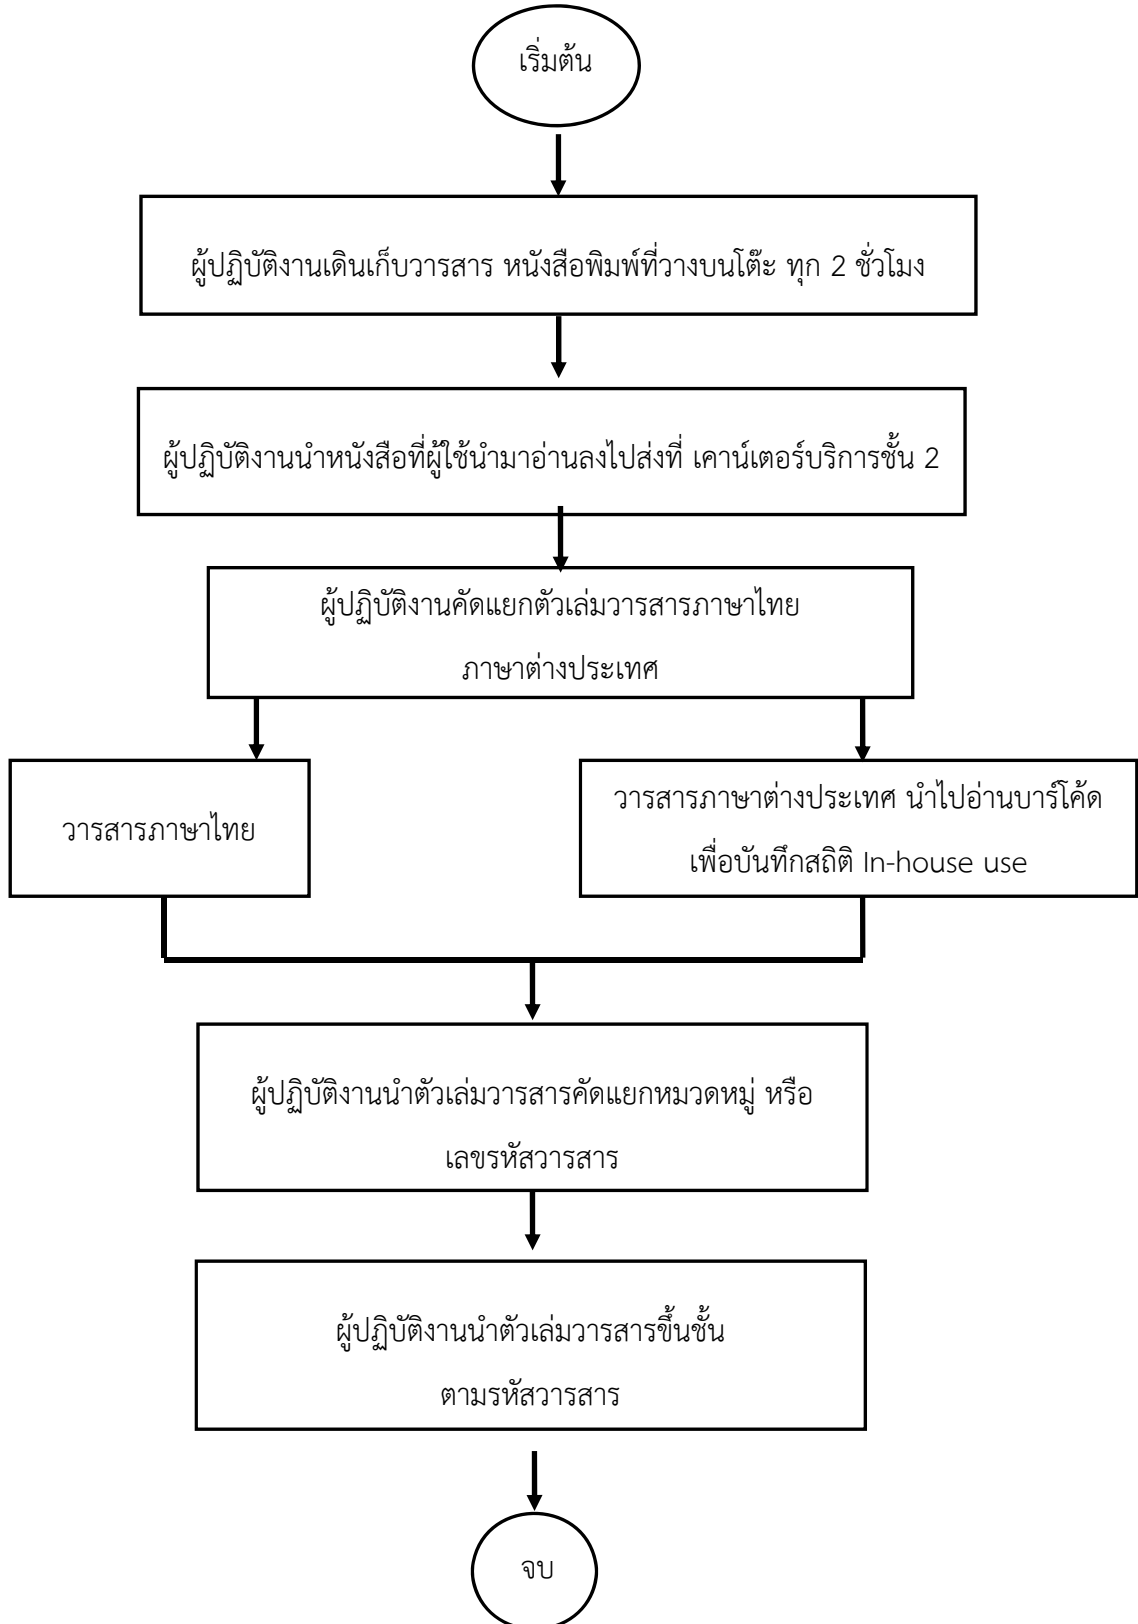 เริ่มต้น
ผู้ปฏิบัติงานเดินเก็บวารสาร หนังสือพิมพ์ที่วางบนโต๊ะ ทุก 2 ชั่วโมง
ผู้ปฏิบัติงานนำหนังสือที่ผู้ใช้นำมาอ่านลงไปส่งที่ เคาน์เตอร์บริการชั้น 2
ผู้ปฏิบัติงานคัดแยกตัวเล่มวารสารภาษาไทย
ภาษาต่างประเทศ
วารสารภาษาไทย
วารสารภาษาต่างประเทศ นำไปอ่านบาร์โค้ด
เพื่อบันทึกสถิติ In-house use
ผู้ปฏิบัติงานนำตัวเล่มวารสารคัดแยกหมวดหมู่ หรือ
เลขรหัสวารสาร
ผู้ปฏิบัติงานนำตัวเล่มวารสารขึ้นชั้น
ตามรหัสวารสาร
จบ